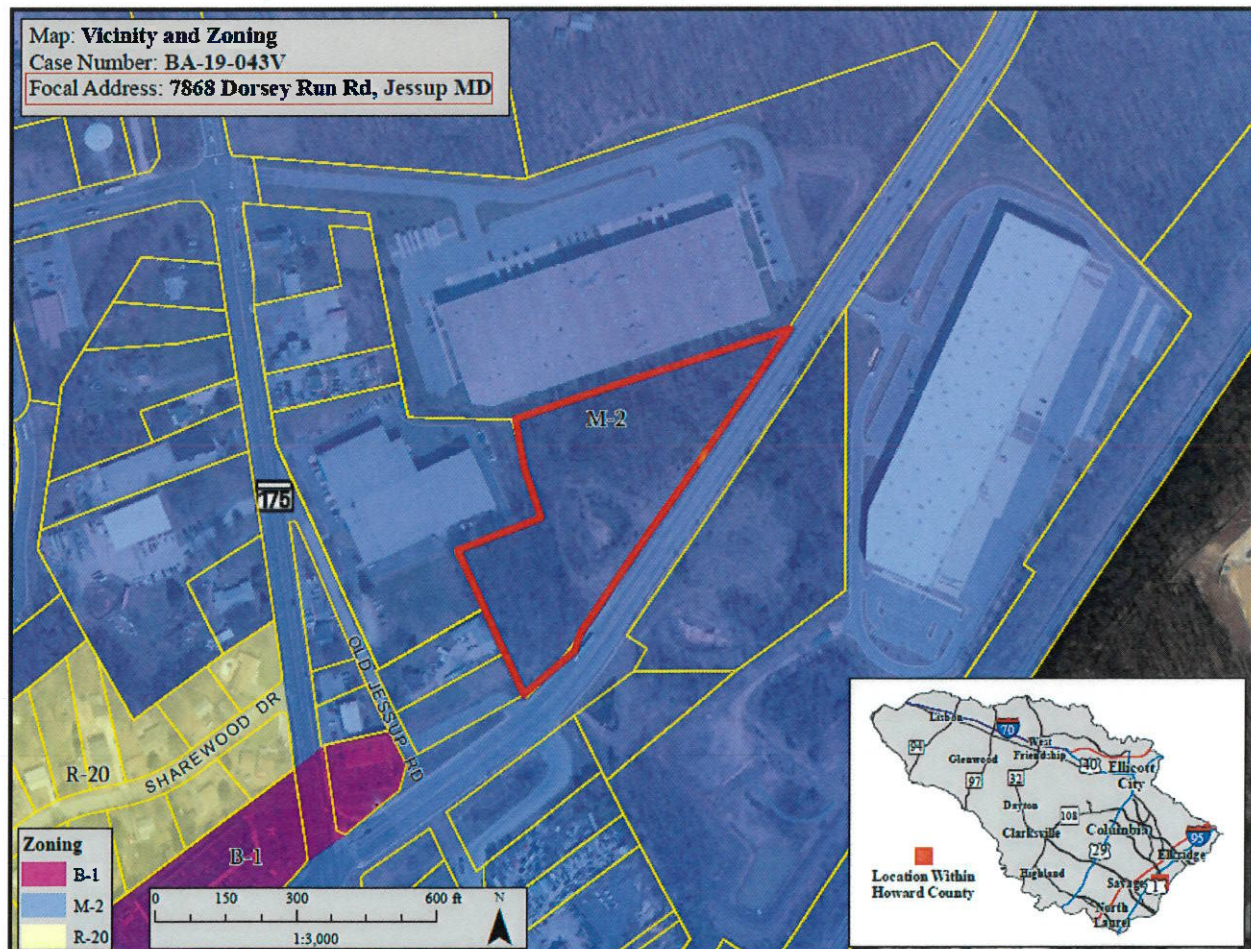 Map: Vicinity and Zoning
Case Number: BA-19-043V
Focal Address: 7868 Dorsey Run Rd, Jessup MD
M-2
175
OLD JESSUP RD
SHAREWOOD DR
R-20
B-1
Zoning
B-1
M-2
R-20
0 150 300 600 ft
1:3,000
N
Lisbon
70
94
Glenwood
West
Friendship
40
Ellicott
City
97
32
Dayton
108
Clarksville
Columbia
29
95
Elkridge
Highland
Savage
1
North
Laurel
Location Within
Howard County